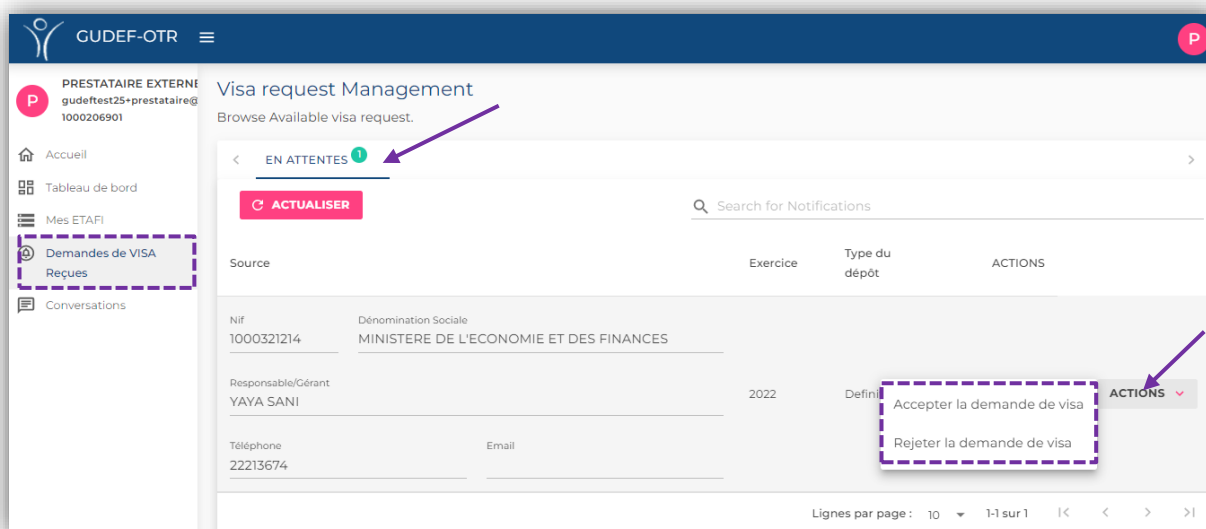 GUDEF-OTR
P
P
PRESTATAIRE EXTERNE
gudeftest25+prestataire@
1000206901
Accueil
Tableau de bord
Mes ETAFI
Demandes de VISA
Reçues
Conversations
Visa request Management
Browse Available visa request.
EN ATTENTES 1
ACTUALISER
Search for Notifications
Source
Exercice
Type du
dépôt
ACTIONS
Nif
Dénomination Sociale
1000321214
MINISTERE DE L'ECONOMIE ET DES FINANCES
Responsable/Gérant
YAYA SANI
2022
Defini
Accepter la demande de visa
Rejeter la demande de visa
ACTIONS
Téléphone
Email
22213674
Lignes par page : 10 1-1 sur 1